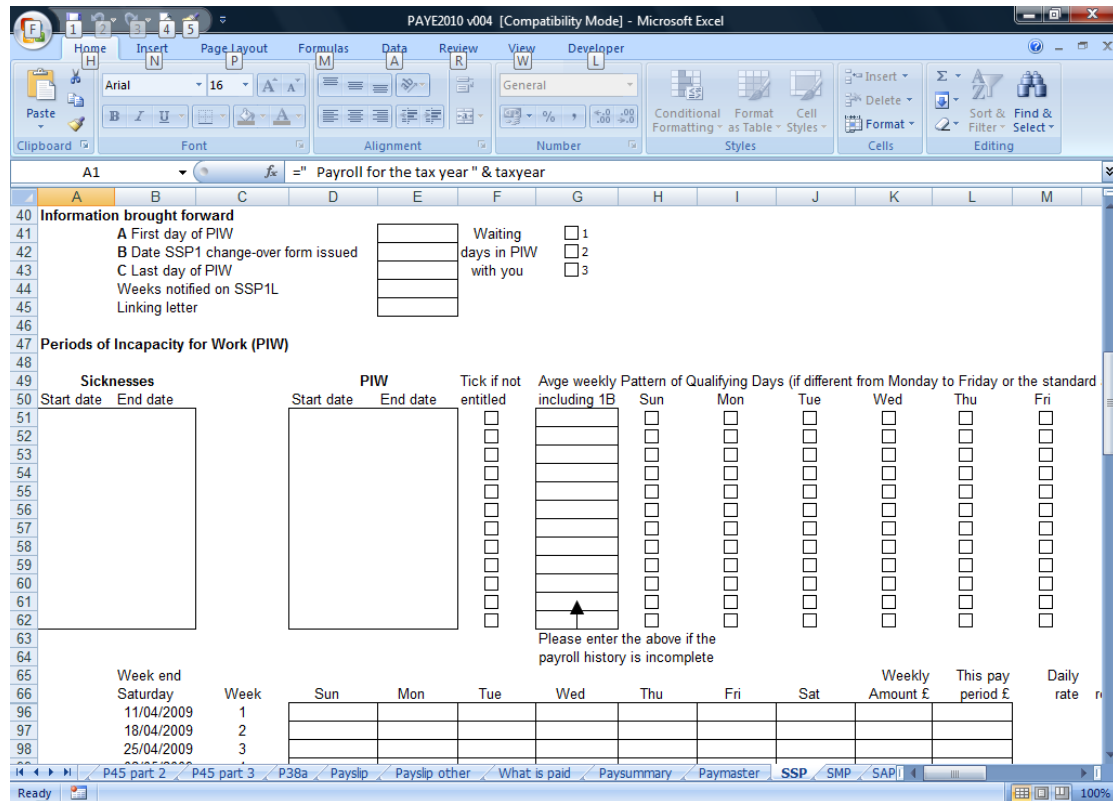 PAYE2010 v004 [Compatibility Mode] - Microsoft Excel
F 1 2 3 4 5
Home Insert Page Layout Formulas Data Review View Developer
H N P M A R W L
Paste Arial 16 A A General Conditional Formatting Format as Table Cell Styles Insert Delete Format Σ Sort & Filter Find & Select
B I U A % , .0 .00 .00 .0
Clipboard Font Alignment Number Styles Cells Editing
A1 fx =" Payroll for the tax year " & taxyear
A B C D E F G H I J K L M
40 Information brought forward
41 A First day of PIW Waiting 1
42 B Date SSP1 change-over form issued days in PIW 2
43 C Last day of PIW with you 3
44 Weeks notified on SSP1L
45 Linking letter
46
47 Periods of Incapacity for Work (PIW)
48
49 Sicknesses PIW Tick if not Avge weekly Pattern of Qualifying Days (if different from Monday to Friday or the standard
50 Start date End date Start date End date entitled including 1B Sun Mon Tue Wed Thu Fri
51
52
53
54
55
56
57
58
59
60
61
62
63 Please enter the above if the
64 payroll history is incomplete
65 Week end Weekly This pay Daily
66 Saturday Week Sun Mon Tue Wed Thu Fri Sat Amount £ period £ rate
96 11/04/2009 1
97 18/04/2009 2
98 25/04/2009 3
P45 part 2 P45 part 3 P38a Payslip Payslip other What is paid Paysummary Paymaster SSP SMP SAP
Ready 100%